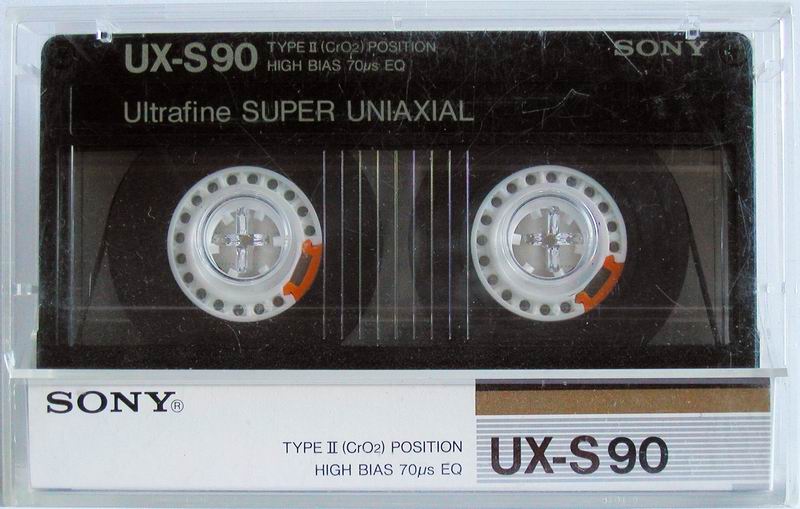 UX-S90 TYPE II (CrO2) POSITION SONY
HIGH BIAS 70µs EQ
Ultrafine SUPER UNIAXIAL
SONY®
TYPE II (CrO2) POSITION
HIGH BIAS 70µs EQ
UX-S90